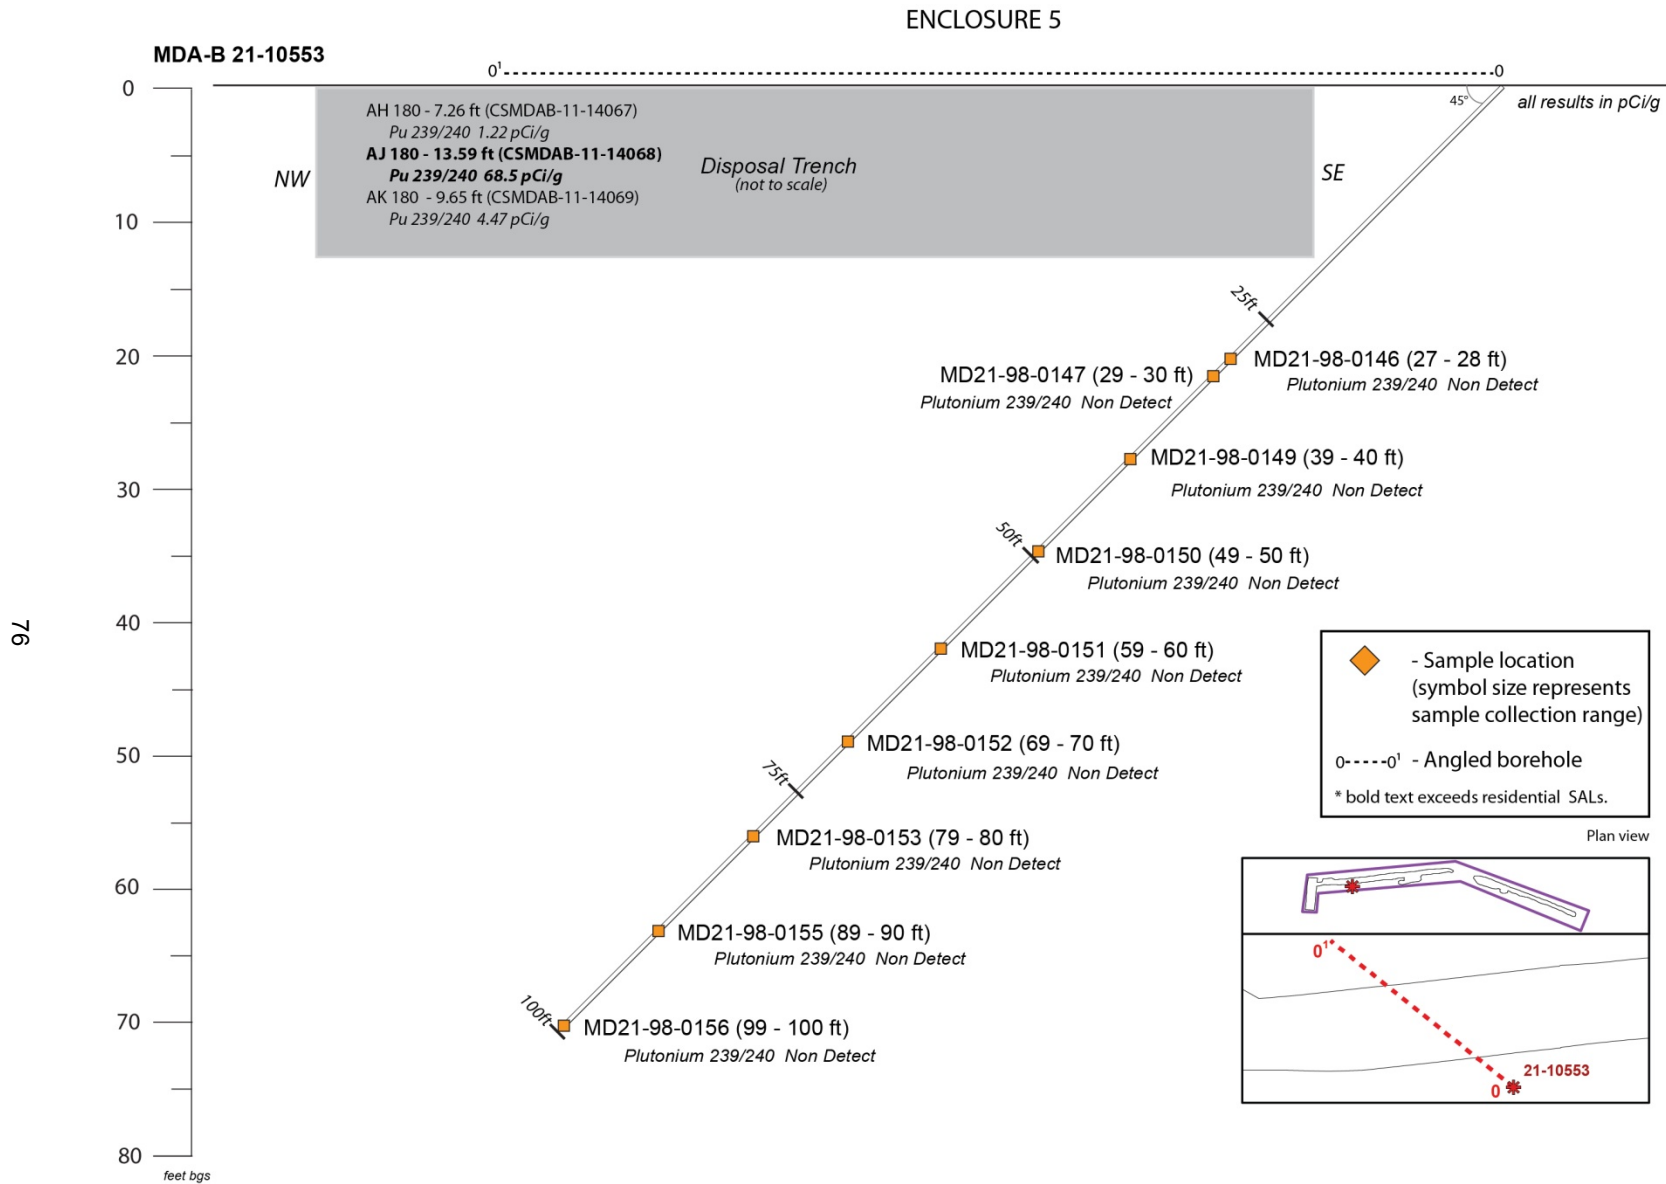 ENCLOSURE 5
MDA-B 21-10553
0¹
0
all results in pCi/g
45°
0
10
20
30
40
50
60
70
80
feet bgs
NW
SE
AH 180 - 7.26 ft (CSMDAB-11-14067)
Pu 239/240 1.22 pCi/g
AJ 180 - 13.59 ft (CSMDAB-11-14068)
Pu 239/240 68.5 pCi/g
AK 180 - 9.65 ft (CSMDAB-11-14069)
Pu 239/240 4.47 pCi/g
Disposal Trench
(not to scale)
25ft
MD21-98-0146 (27 - 28 ft)
Plutonium 239/240 Non Detect
MD21-98-0147 (29 - 30 ft)
Plutonium 239/240 Non Detect
MD21-98-0149 (39 - 40 ft)
Plutonium 239/240 Non Detect
50ft
MD21-98-0150 (49 - 50 ft)
Plutonium 239/240 Non Detect
MD21-98-0151 (59 - 60 ft)
Plutonium 239/240 Non Detect
MD21-98-0152 (69 - 70 ft)
Plutonium 239/240 Non Detect
75ft
MD21-98-0153 (79 - 80 ft)
Plutonium 239/240 Non Detect
MD21-98-0155 (89 - 90 ft)
Plutonium 239/240 Non Detect
100ft
MD21-98-0156 (99 - 100 ft)
Plutonium 239/240 Non Detect
- Sample location
(symbol size represents
sample collection range)
0-----0¹ - Angled borehole
* bold text exceeds residential SALs.
Plan view
0¹
21-10553
0
76